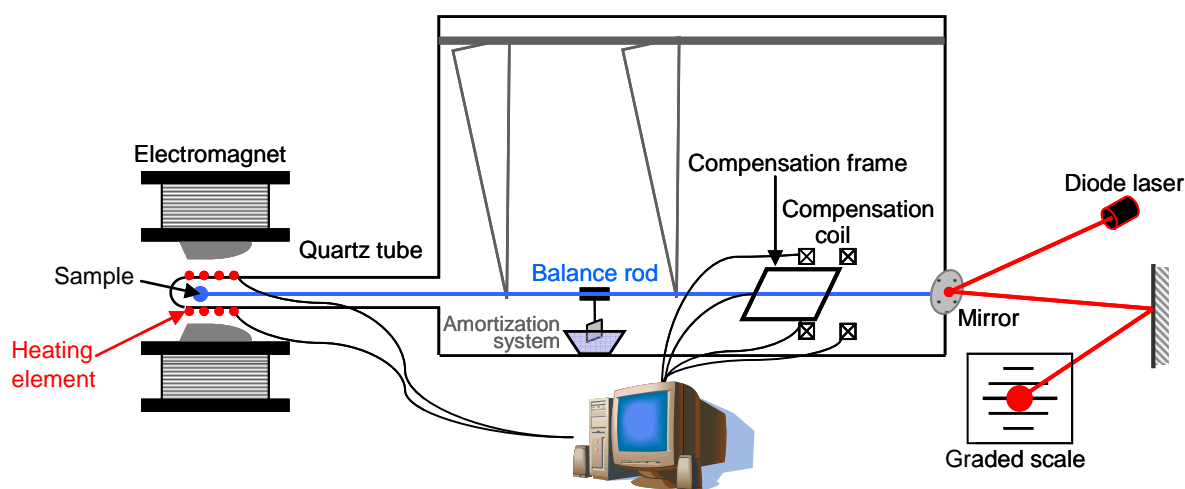 Electromagnet
Sample
Heating
element
Quartz tube
Balance rod
Amortization
system
Compensation frame
Compensation
coil
Diode laser
Mirror
Graded scale